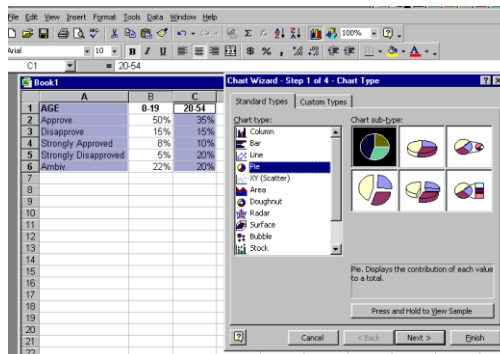 File Edit View Insert Format Tools Data Window Help
100%
Arial 10 B I U $ % ,
C1 = 20-54
Book1
A B C
1 AGE 0-19 20-54
2 Approve 50% 35%
3 Disapprove 15% 15%
4 Strongly Approved 8% 10%
5 Strongly Disapproved 5% 20%
6 Ambiv. 22% 20%
7
8
9
10
11
12
13
14
15
16
17
18
19
20
21
22
Chart Wizard - Step 1 of 4 - Chart Type
Standard Types Custom Types
Chart type: Chart sub-type:
Column
Bar
Line
Pie
XY (Scatter)
Area
Doughnut
Radar
Surface
Bubble
Stock
Pie. Displays the contribution of each value
to a total.
Press and Hold to View Sample
Cancel < Back Next > Finish